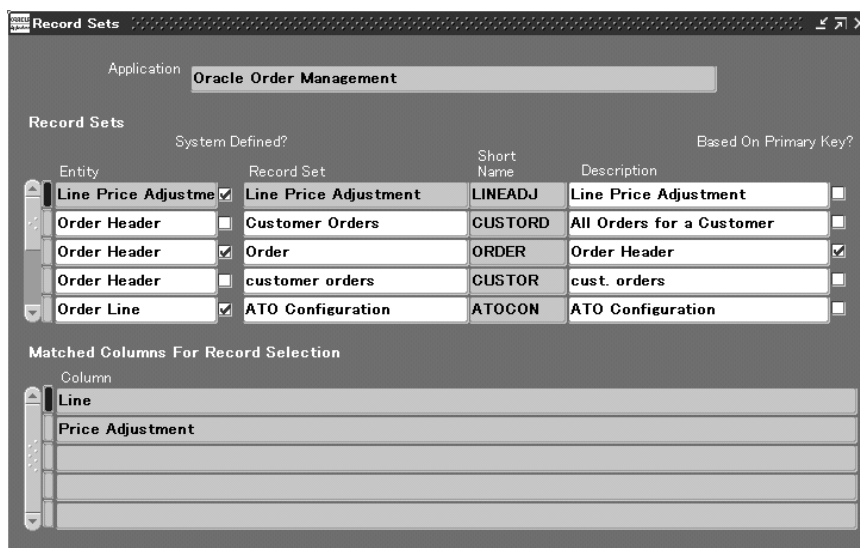 Record Sets
Application Oracle Order Management
Record Sets
System Defined? Based On Primary Key?
Entity Record Set Short Name Description
Line Price Adjustme Line Price Adjustment LINEADJ Line Price Adjustment
Order Header Customer Orders CUSTORD All Orders for a Customer
Order Header Order ORDER Order Header
Order Header customer orders CUSTOR cust. orders
Order Line ATO Configuration ATOCON ATO Configuration
Matched Columns For Record Selection
Column
Line
Price Adjustment